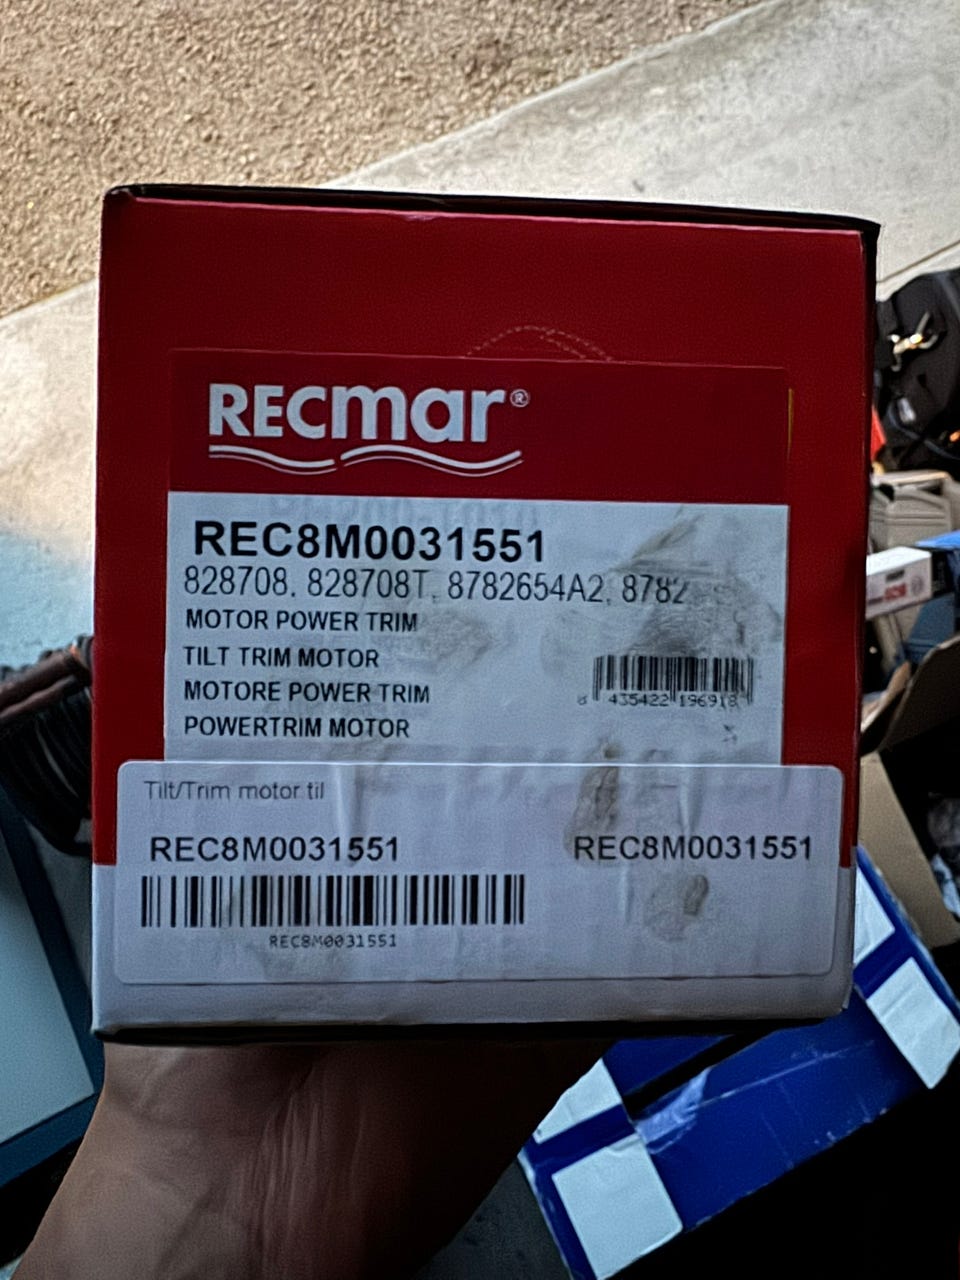 RECmar®
REC8M0031551
828708, 828708T, 8782654A2, 8782
MOTOR POWER TRIM
TILT TRIM MOTOR
MOTORE POWER TRIM
POWERTRIM MOTOR
8 435422 196918
Tilt/Trim motor til
REC8M0031551
REC8M0031551
REC8M0031551